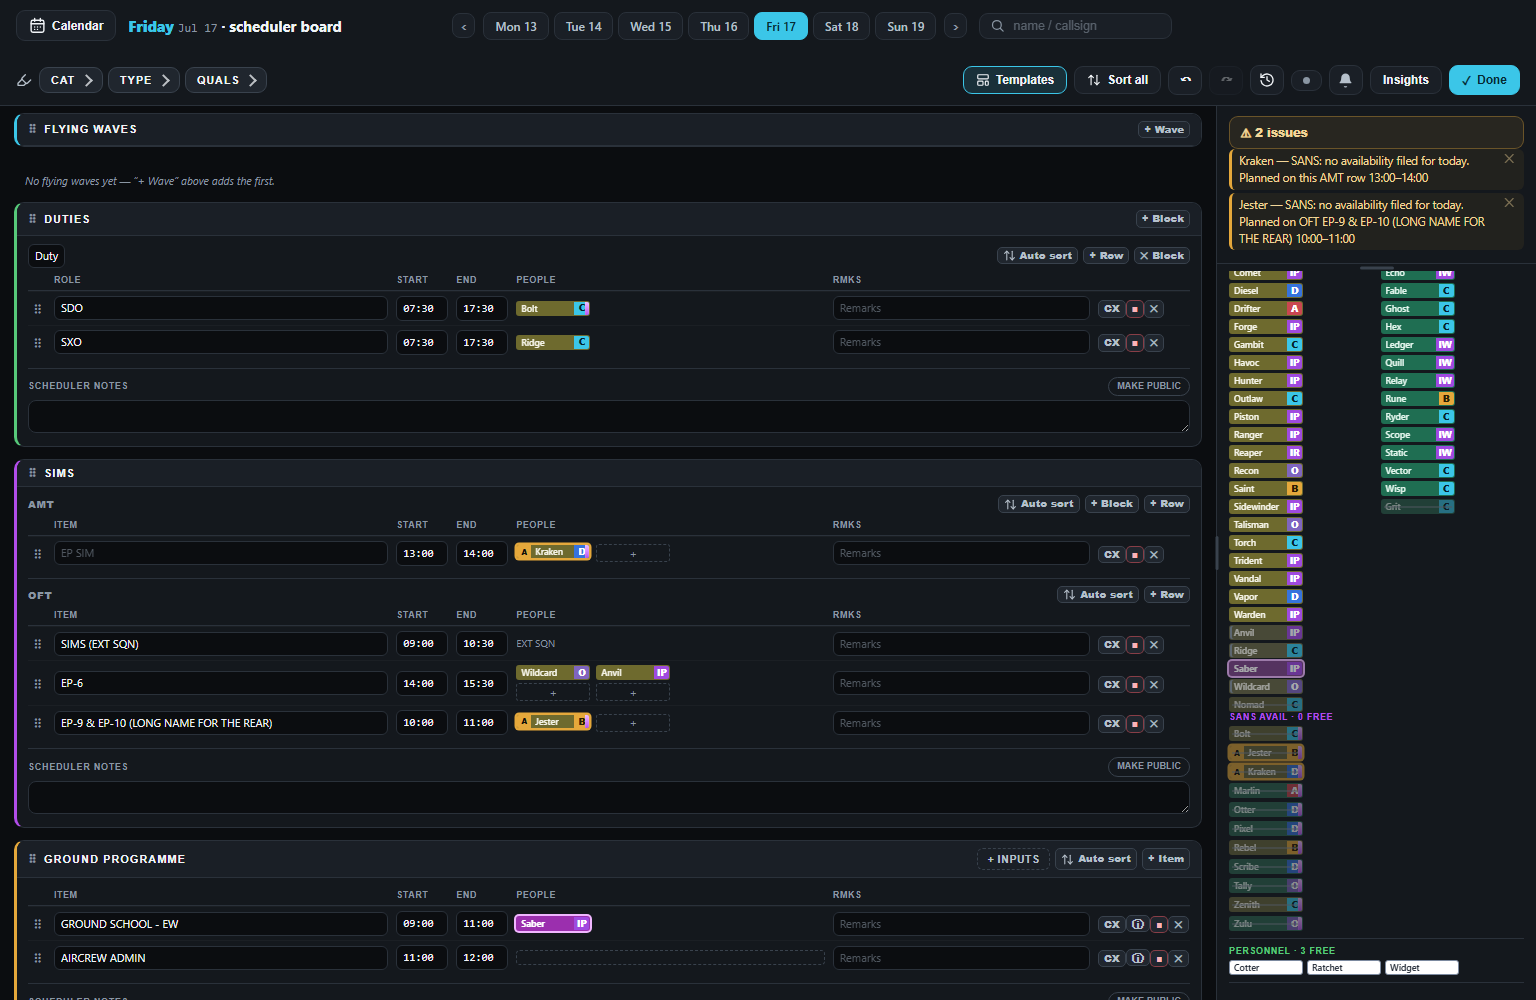 Calendar
Friday Jul 17 · scheduler board
‹ Mon 13 Tue 14 Wed 15 Thu 16 Fri 17 Sat 18 Sun 19 ›
name / callsign
CAT TYPE QUALS
Templates Sort all Insights ✓ Done
FLYING WAVES
+ Wave
No flying waves yet — "+ Wave" above adds the first.
DUTIES
+ Block
Duty
Auto sort + Row ✕ Block
ROLE START END PEOPLE RMKS
SDO 07:30 17:30 Bolt C Remarks CX
SXO 07:30 17:30 Ridge C Remarks CX
SCHEDULER NOTES
MAKE PUBLIC
SIMS
AMT
Auto sort + Block + Row
ITEM START END PEOPLE RMKS
EP SIM 13:00 14:00 A Kraken D + Remarks CX
OFT
Auto sort + Row
ITEM START END PEOPLE RMKS
SIMS (EXT SQN) 09:00 10:30 EXT SQN Remarks CX
EP-6 14:00 15:30 Wildcard O Anvil IP Remarks CX
+ +
EP-9 & EP-10 (LONG NAME FOR THE REAR) 10:00 11:00 A Jester B + Remarks CX
SCHEDULER NOTES
MAKE PUBLIC
GROUND PROGRAMME
+ INPUTS Auto sort + Item
ITEM START END PEOPLE RMKS
GROUND SCHOOL - EW 09:00 11:00 Saber IP Remarks CX
AIRCREW ADMIN 11:00 12:00 Remarks CX
SCHEDULER NOTES
MAKE PUBLIC
⚠ 2 issues
Kraken — SANS: no availability filed for today.
Planned on this AMT row 13:00–14:00
Jester — SANS: no availability filed for today.
Planned on OFT EP-9 & EP-10 (LONG NAME FOR
THE REAR) 10:00–11:00
Comet IP
Diesel D
Drifter A
Forge IP
Gambit C
Havoc IP
Hunter IP
Outlaw C
Piston IP
Ranger IP
Reaper IR
Recon O
Saint B
Sidewinder IP
Talisman O
Torch C
Trident IP
Vandal IP
Vapor D
Warden IP
Anvil IP
Ridge C
Saber IP
Wildcard O
Nomad C
Echo IW
Fable C
Ghost C
Hex C
Ledger IW
Quill IW
Relay IW
Rune B
Ryder C
Scope IW
Static IW
Vector C
Wisp C
Grit C
SANS AVAIL · 0 FREE
Bolt C
A Jester B
A Kraken D
Marlin A
Otter D
Pixel D
Rebel B
Scribe D
Tally O
Zenith C
Zulu O
PERSONNEL · 3 FREE
Cotter Ratchet Widget